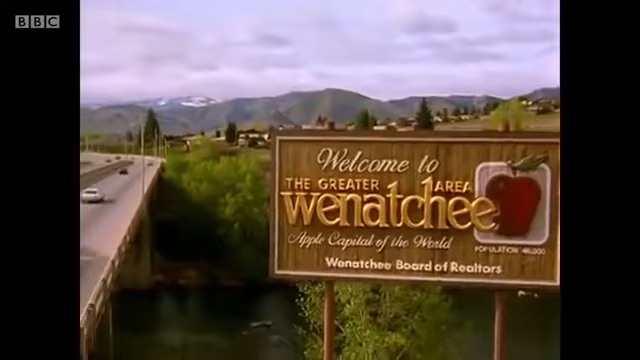 BBC
Welcome to
THE GREATER AREA
wenatchee
Apple Capital of the World
POPULATION 46,000
Wenatchee Board of Realtors